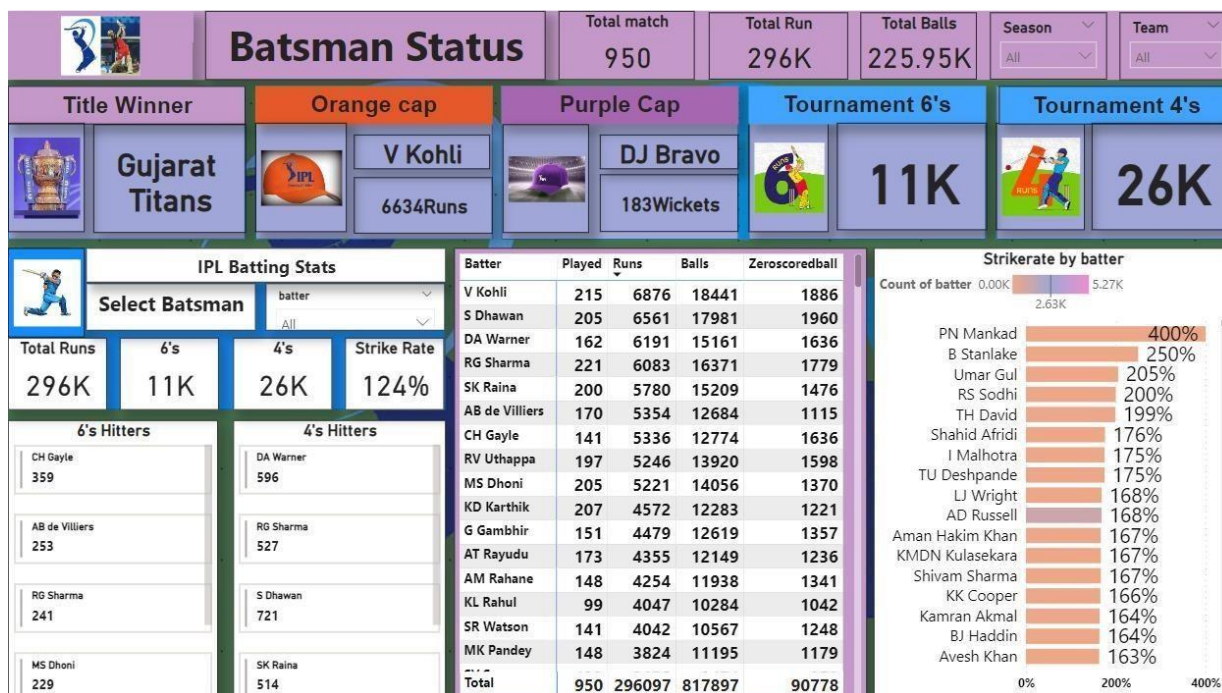 Batsman Status
Total match
950
Total Run
296K
Total Balls
225.95K
Season
All
Team
All
Title Winner
Gujarat
Titans
Orange cap
IPL
V Kohli
6634Runs
Purple Cap
DJ Bravo
183Wickets
Tournament 6's
RUNS
6
11K
Tournament 4's
4
RUNS
26K
IPL Batting Stats
Select Batsman
batter
All
Total Runs
296K
6's
11K
4's
26K
Strike Rate
124%
6's Hitters
CH Gayle
359
AB de Villiers
253
RG Sharma
241
MS Dhoni
229
4's Hitters
DA Warner
596
RG Sharma
527
S Dhawan
721
SK Raina
514
Batter Played Runs Balls Zeroscoredball
V Kohli 215 6876 18441 1886
S Dhawan 205 6561 17981 1960
DA Warner 162 6191 15161 1636
RG Sharma 221 6083 16371 1779
SK Raina 200 5780 15209 1476
AB de Villiers 170 5354 12684 1115
CH Gayle 141 5336 12774 1636
RV Uthappa 197 5246 13920 1598
MS Dhoni 205 5221 14056 1370
KD Karthik 207 4572 12283 1221
G Gambhir 151 4479 12619 1357
AT Rayudu 173 4355 12149 1236
AM Rahane 148 4254 11938 1341
KL Rahul 99 4047 10284 1042
SR Watson 141 4042 10567 1248
MK Pandey 148 3824 11195 1179
Total 950 296097 817897 90778
Strikerate by batter
Count of batter 0.00K 5.27K
2.63K
PN Mankad 400%
B Stanlake 250%
Umar Gul 205%
RS Sodhi 200%
TH David 199%
Shahid Afridi 176%
I Malhotra 175%
TU Deshpande 175%
LJ Wright 168%
AD Russell 168%
Aman Hakim Khan 167%
KMDN Kulasekara 167%
Shivam Sharma 167%
KK Cooper 166%
Kamran Akmal 164%
BJ Haddin 164%
Avesh Khan 163%
0% 200% 400%